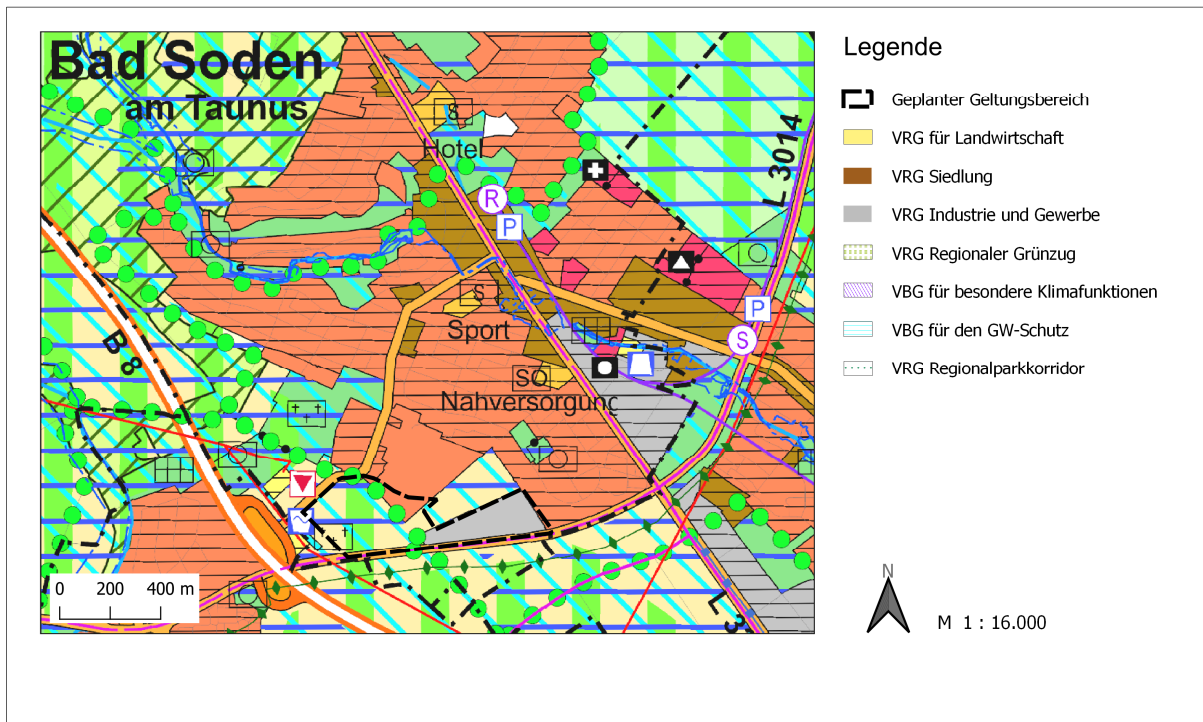 Bad Soden
am Taunus
S
Hotel
L 3014
R
P
S
Sport
P
S
B 8
SO
Nahversorgung
L 3
0 200 400 m
Legende
Geplanter Geltungsbereich
VRG für Landwirtschaft
VRG Siedlung
VRG Industrie und Gewerbe
VRG Regionaler Grünzug
VBG für besondere Klimafunktionen
VBG für den GW-Schutz
VRG Regionalparkkorridor
N
M 1 : 16.000